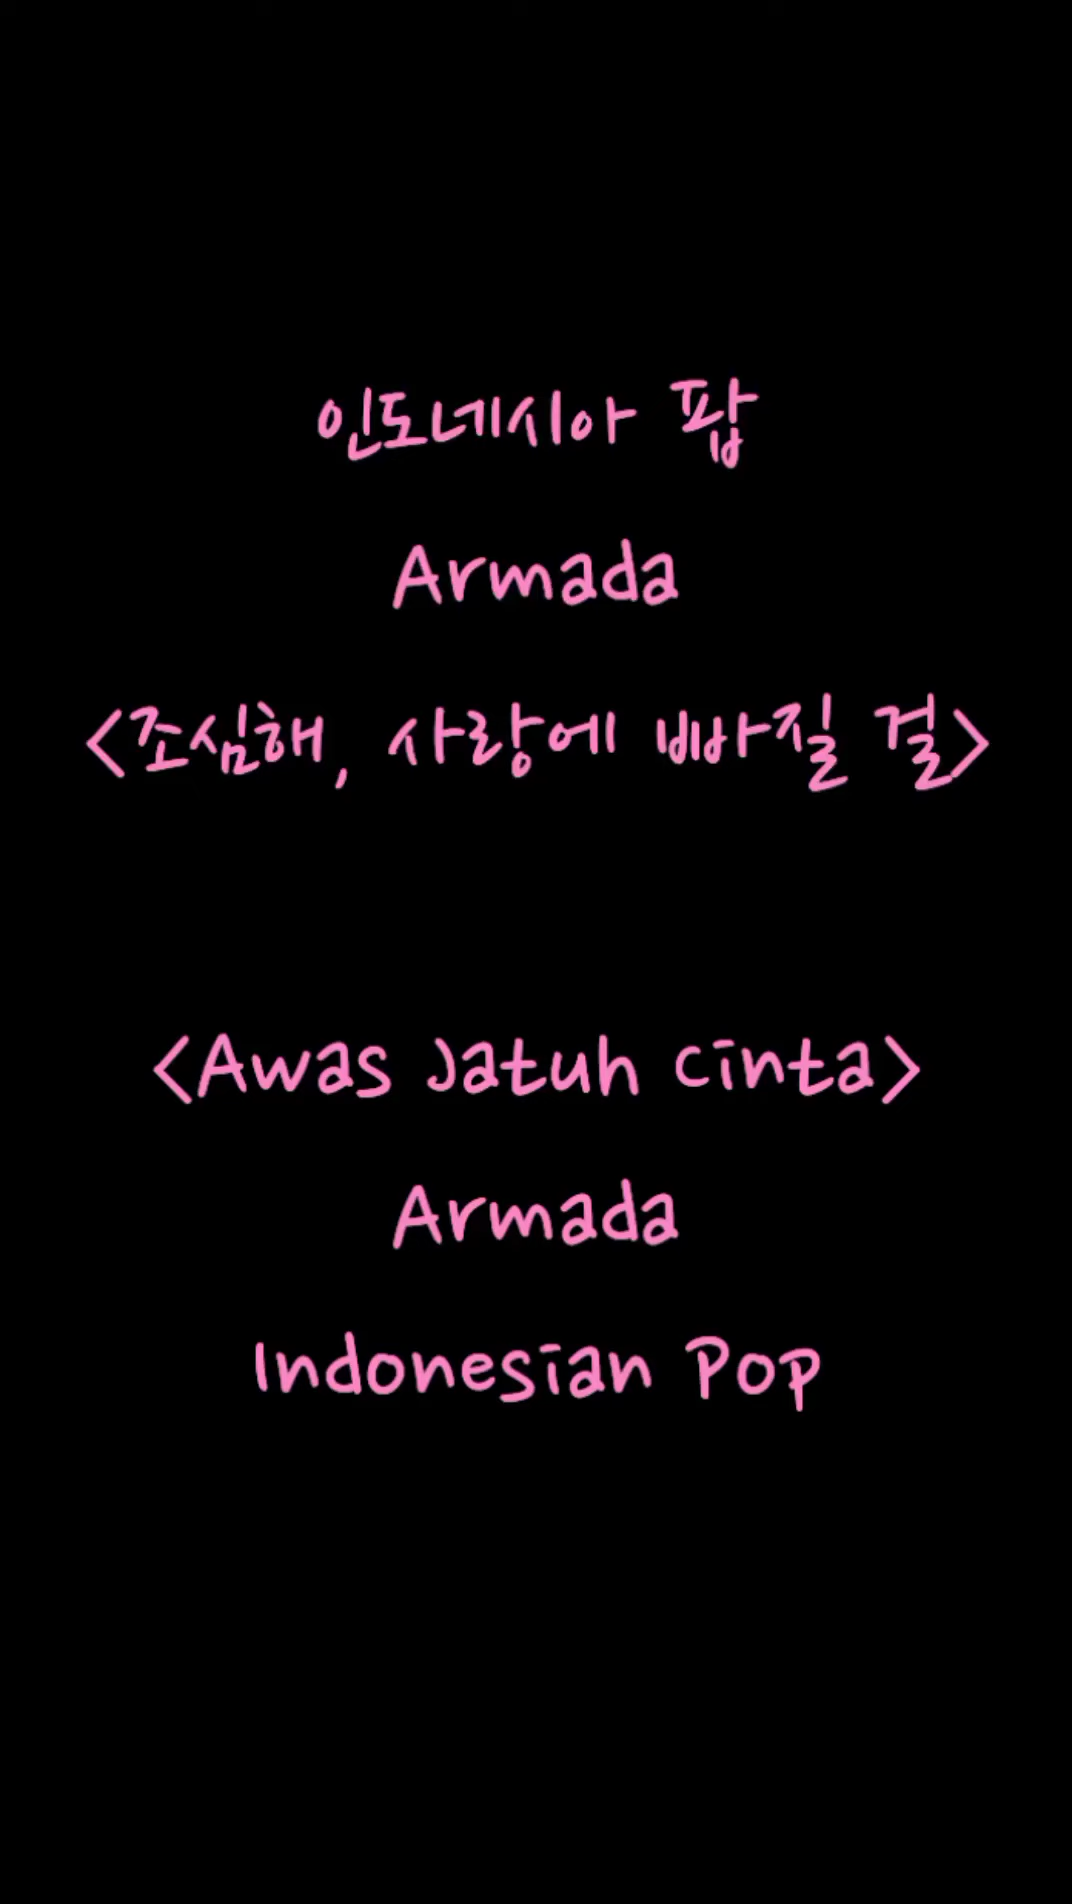 인도네시아 팝
Armada
<조심해, 사랑에 빠질 걸>
<Awas Jatuh Cinta>
Armada
Indonesian Pop